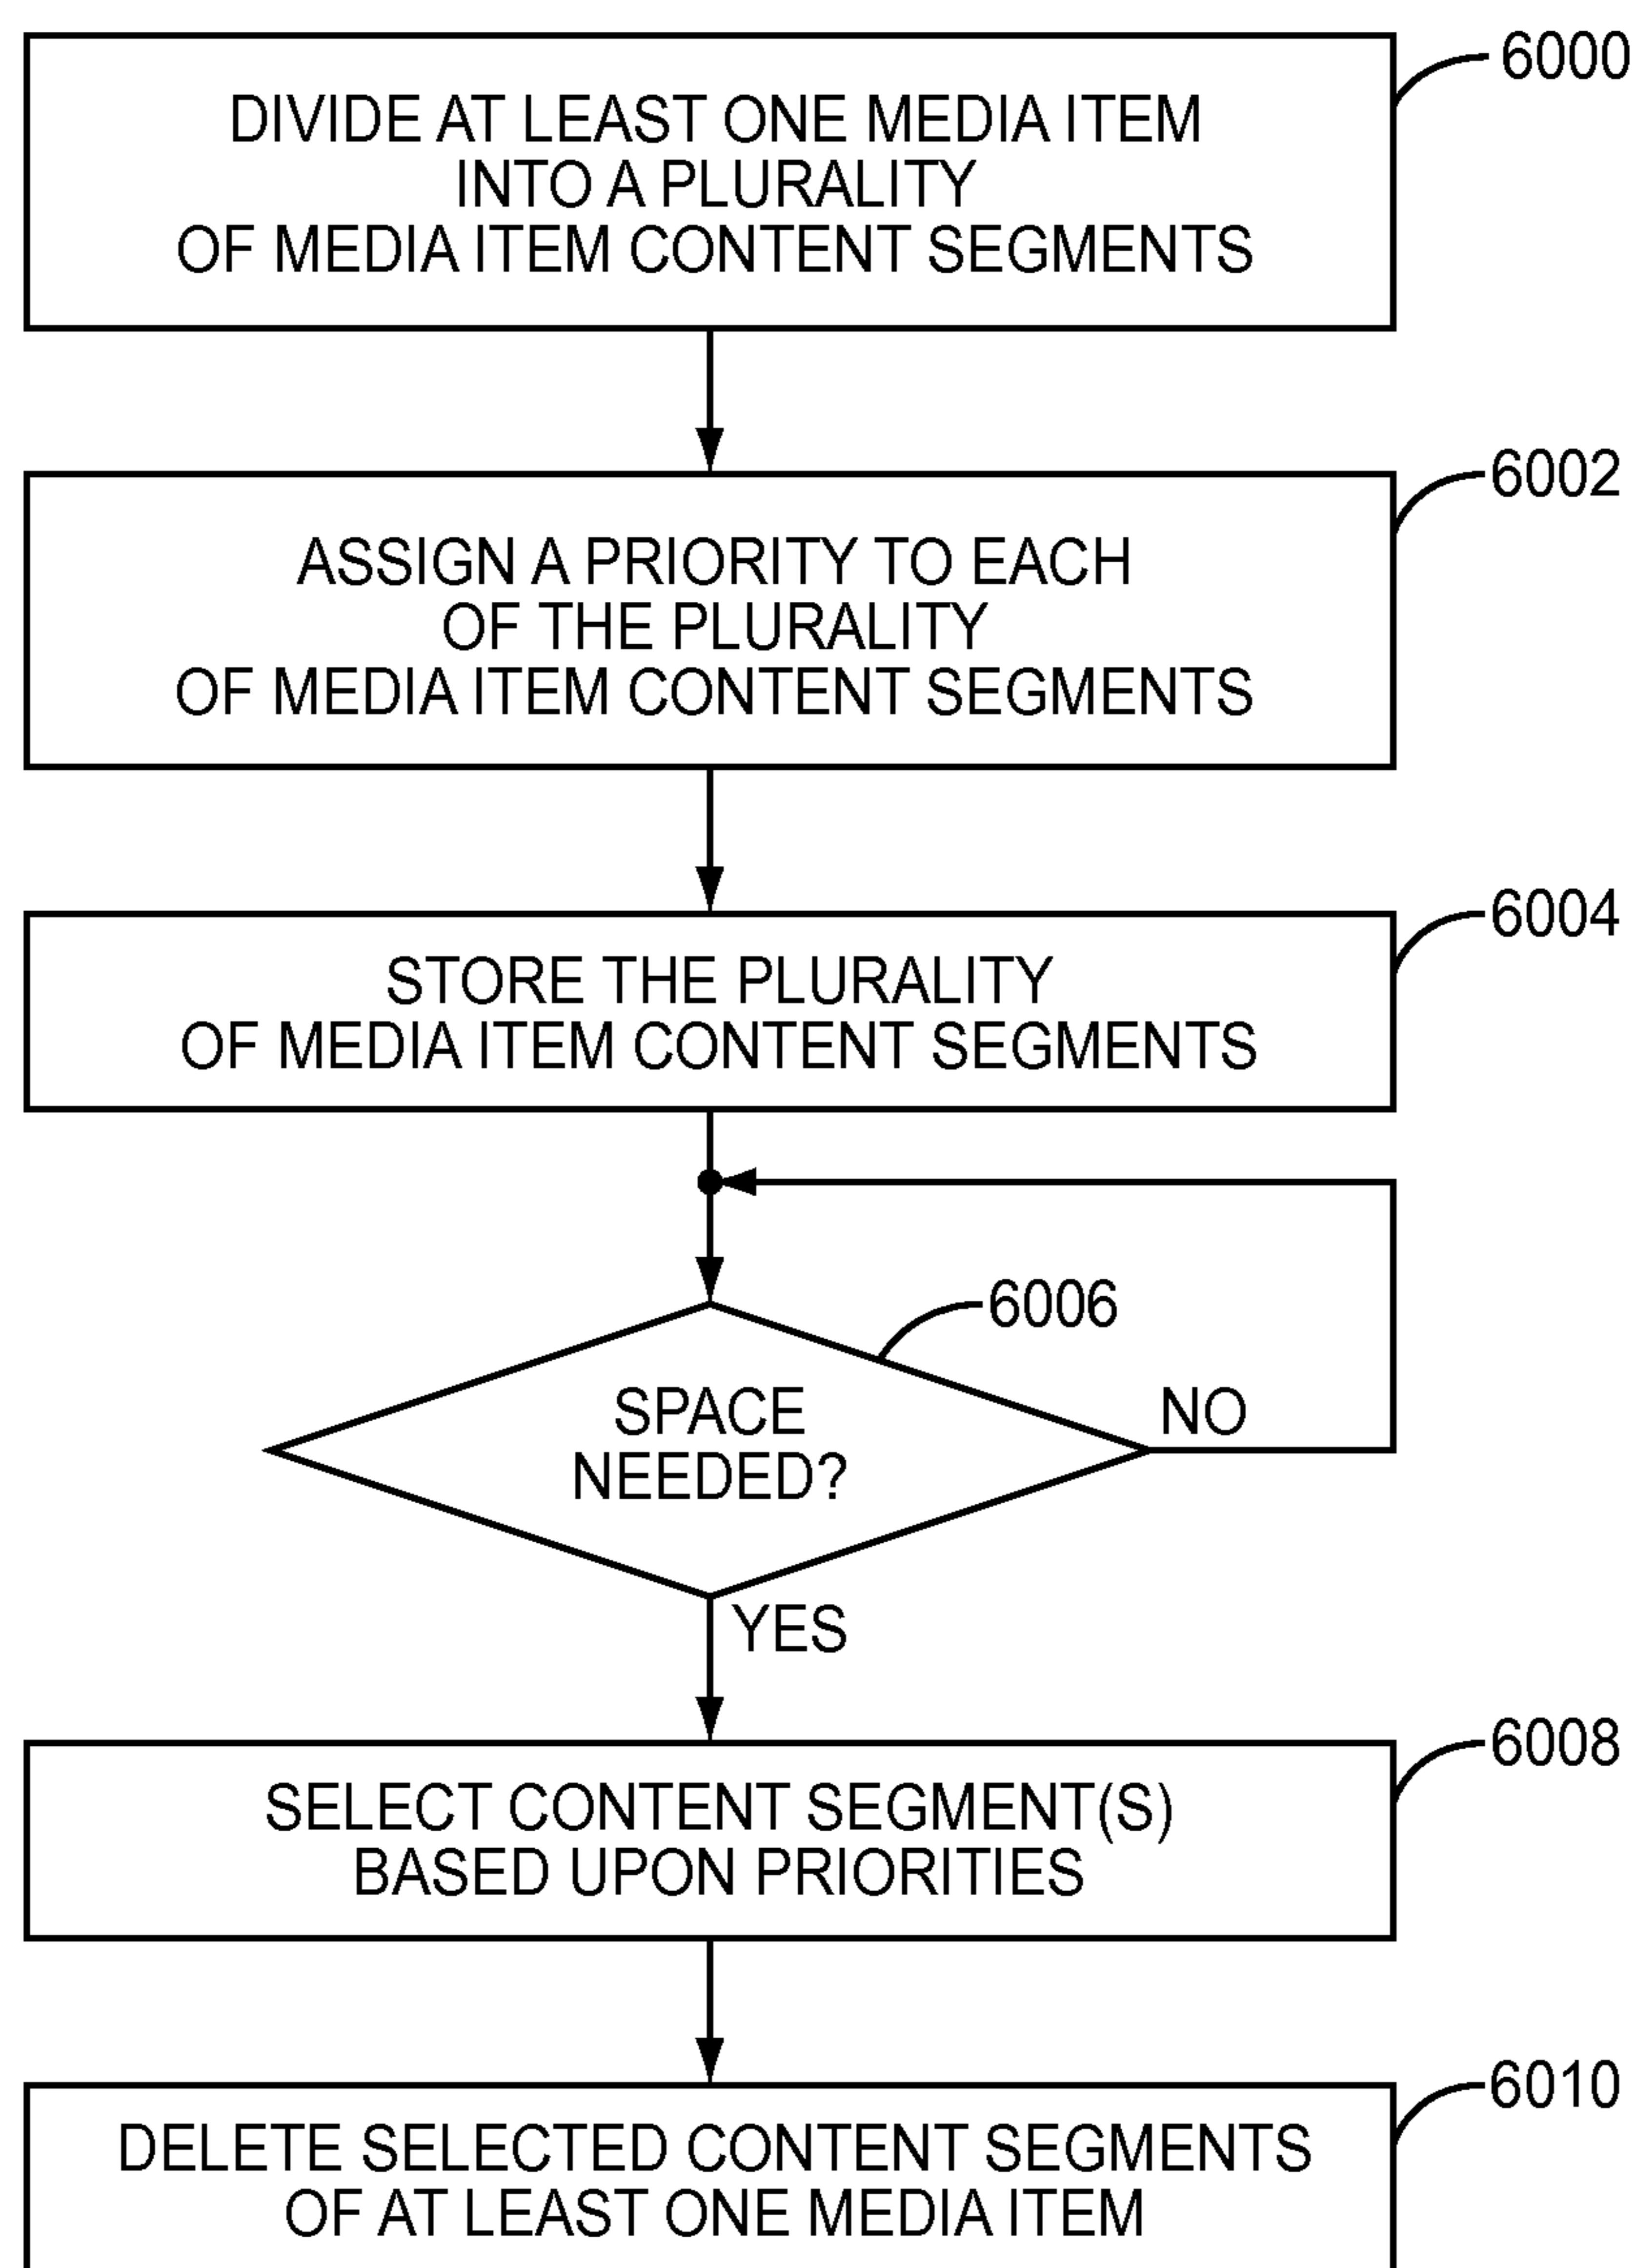 6000
DIVIDE AT LEAST ONE MEDIA ITEM
INTO A PLURALITY
OF MEDIA ITEM CONTENT SEGMENTS
6002
ASSIGN A PRIORITY TO EACH
OF THE PLURALITY
OF MEDIA ITEM CONTENT SEGMENTS
6004
STORE THE PLURALITY
OF MEDIA ITEM CONTENT SEGMENTS
6006
SPACE
NEEDED?
NO
YES
6008
SELECT CONTENT SEGMENT(S)
BASED UPON PRIORITIES
6010
DELETE SELECTED CONTENT SEGMENTS
OF AT LEAST ONE MEDIA ITEM